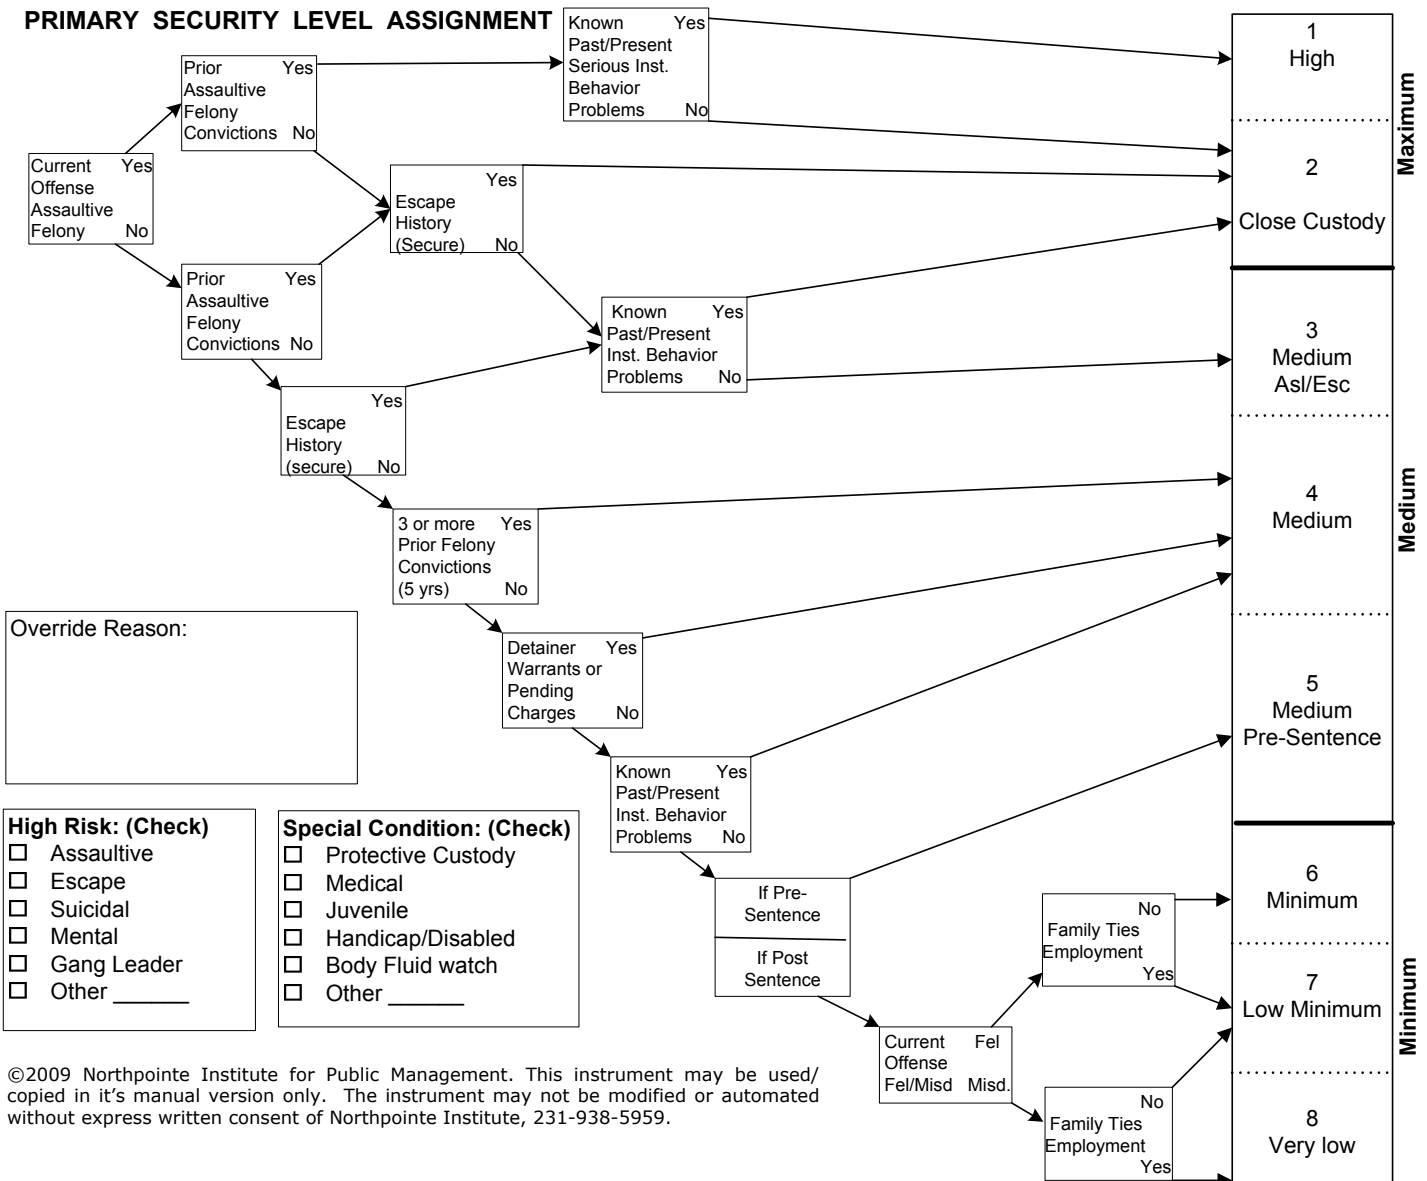 PRIMARY SECURITY LEVEL ASSIGNMENT
Known Yes
Past/Present
Serious Inst.
Behavior
Problems No
Prior Yes
Assaultive
Felony
Convictions No
Current Yes
Offense
Assaultive
Felony No
Yes
Escape
History
(Secure) No
Prior Yes
Assaultive
Felony
Convictions No
Known Yes
Past/Present
Inst. Behavior
Problems No
Yes
Escape
History
(secure) No
3 or more Yes
Prior Felony
Convictions
(5 yrs) No
Detainer Yes
Warrants or
Pending
Charges No
Known Yes
Past/Present
Inst. Behavior
Problems No
If Pre-
Sentence
If Post
Sentence
Current Fel
Offense
Fel/Misd Misd.
No
Family Ties
Employment
Yes
No
Family Ties
Employment
Yes
1
High
2
Close Custody
Maximum
3
Medium
Asl/Esc
4
Medium
5
Medium
Pre-Sentence
Medium
6
Minimum
7
Low Minimum
8
Very low
Minimum
Override Reason:
High Risk: (Check)
Assaultive
Escape
Suicidal
Mental
Gang Leader
Other ______
Special Condition: (Check)
Protective Custody
Medical
Juvenile
Handicap/Disabled
Body Fluid watch
Other ______
©2009 Northpointe Institute for Public Management. This instrument may be used/
copied in it's manual version only. The instrument may not be modified or automated
without express written consent of Northpointe Institute, 231-938-5959.